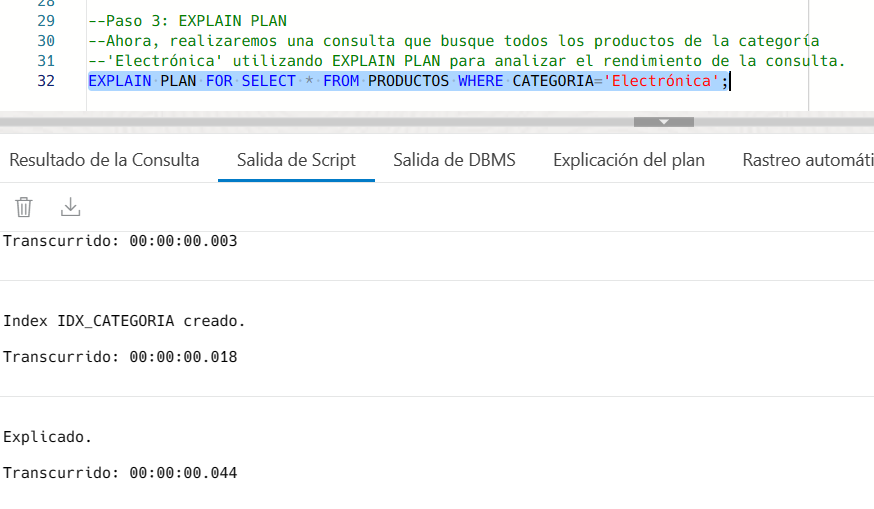 28
29 --Paso 3: EXPLAIN PLAN
30 --Ahora, realizaremos una consulta que busque todos los productos de la categoría
31 --'Electrónica' utilizando EXPLAIN PLAN para analizar el rendimiento de la consulta.
32 EXPLAIN PLAN FOR SELECT * FROM PRODUCTOS WHERE CATEGORIA='Electrónica';
Resultado de la Consulta Salida de Script Salida de DBMS Explicación del plan Rastreo automáti
Transcurrido: 00:00:00.003
Index IDX_CATEGORIA creado.
Transcurrido: 00:00:00.018
Explicado.
Transcurrido: 00:00:00.044